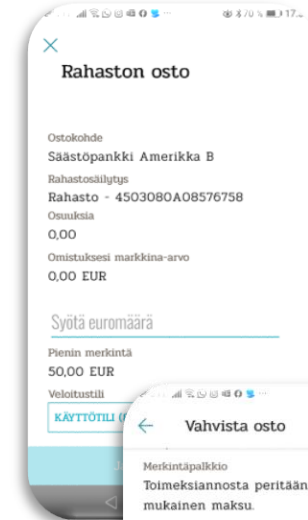 17...
Rahaston osto
Ostokohde
Säästöpankki Amerikka B
Rahastosäilytys
Rahasto - 4503080A08576758
Osuuksia
0,00
Omistuksesi markkina-arvo
0,00 EUR
Syötä euromäärä
Pienin merkintä
50,00 EUR
Veloitustili
KÄYTTÖTILI
Vahvista osto
Merkintäpalkkio
Toimeksiannosta peritään
mukainen maksu.